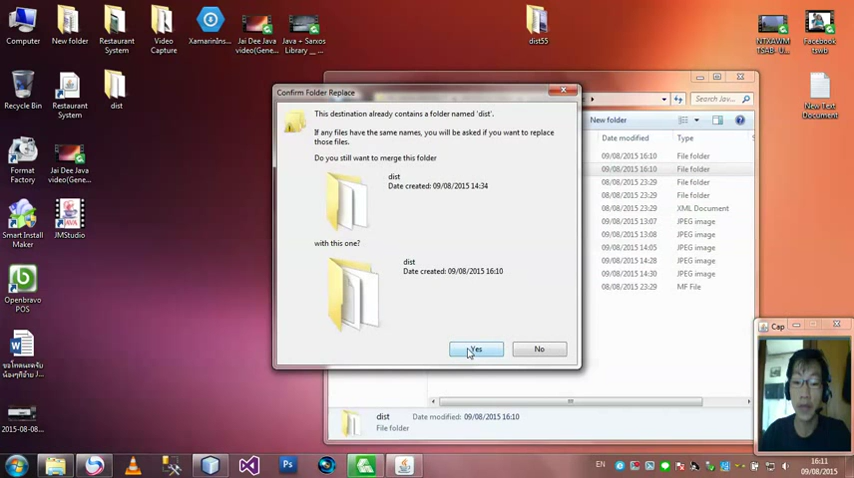 Computer
New folder
Restaurant
System
Video
Capture
XamarinIns...
Jai Dee Java
video(Gene...
Java + Sanxos
Library __ ...
dist55
Facebook
tswb
Recycle Bin
Restaurant
System
dist
New Text
Document
Format
Factory
Jai Dee Java
video(Gene...
Smart Install
Maker
JMStudio
Openbravo
POS
2015-08-08...
Confirm Folder Replace
This destination already contains a folder named 'dist'.
If any files have the same names, you will be asked if you want to replace
those files.
Do you still want to merge this folder
dist
Date created: 09/08/2015 14:34
with this one?
dist
Date created: 09/08/2015 16:10
Yes
No
Search Java...
New folder
Date modified
Type
09/08/2015 16:10
File folder
09/08/2015 16:10
File folder
08/08/2015 23:29
File folder
08/08/2015 23:29
File folder
08/08/2015 23:29
XML Document
09/08/2015 13:07
JPEG image
09/08/2015 13:08
JPEG image
09/08/2015 14:05
JPEG image
09/08/2015 14:28
JPEG image
09/08/2015 14:30
JPEG image
08/08/2015 23:29
MF File
dist
Date modified: 09/08/2015 16:10
File folder
Cap
EN
16:11
09/08/2015